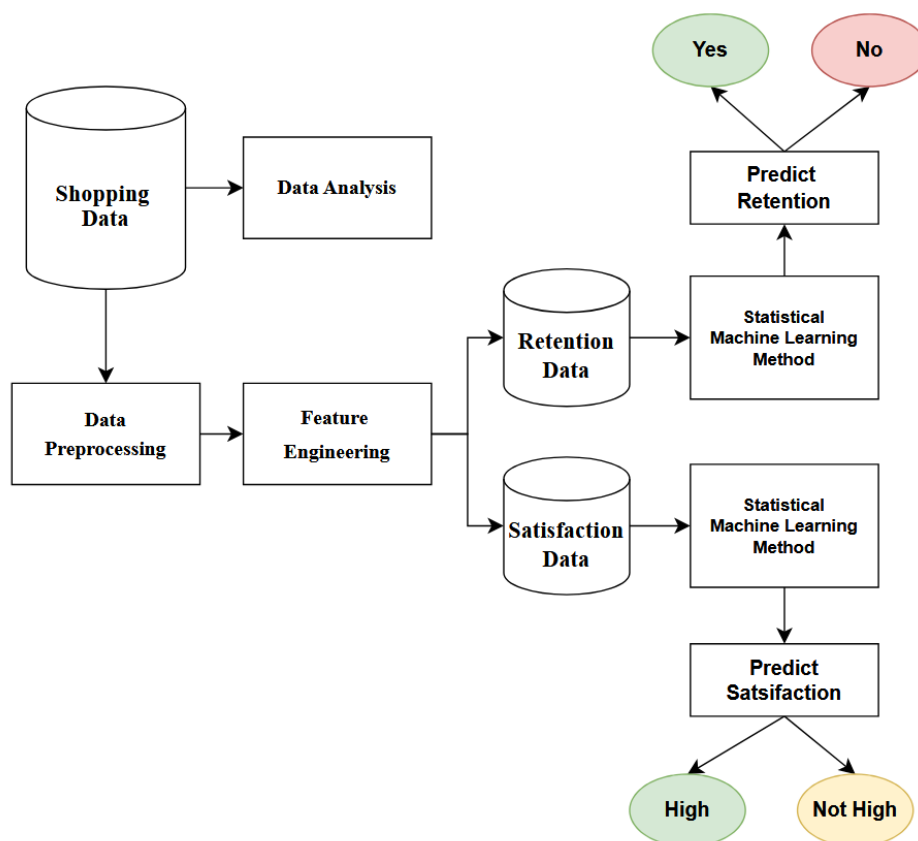 Yes
No
Shopping
Data
Data Analysis
Predict
Retention
Retention
Data
Statistical
Machine Learning
Method
Data
Preprocessing
Feature
Engineering
Satisfaction
Data
Statistical
Machine Learning
Method
Predict
Satsifaction
High
Not High